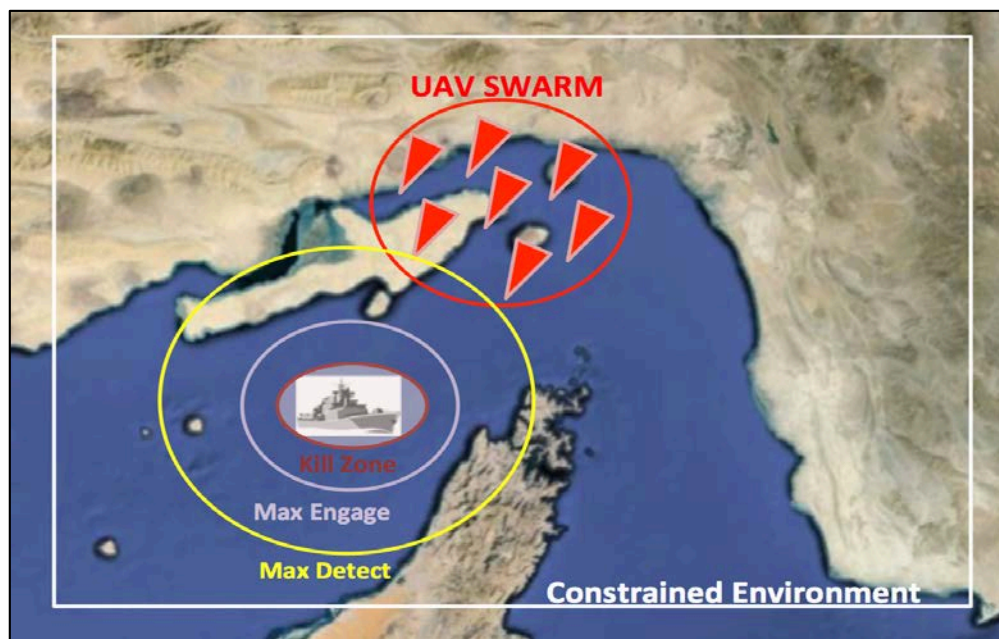 UAV SWARM
Kill Zone
Max Engage
Max Detect
Constrained Environment